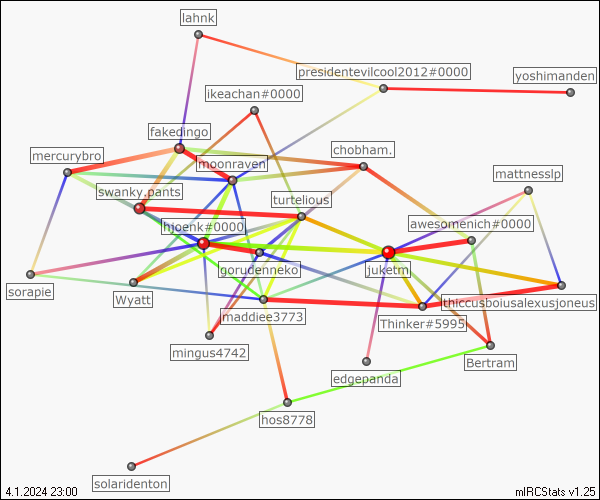 lahnk
presidentevilcool2012#0000
yoshimanden
ikeachan#0000
fakedingo
chobham.
mercurybro
moonraven
mattnesslp
swanky.pants
turtelious
awesomenich#0000
hjoenk#0000
gorudenneko
juketm
sorapie
Wyatt
thiccusboiusalexusjoneus
maddiee3773
Thinker#5995
mingus4742
Bertram
edgepanda
hos8778
solaridenton
4.1.2024 23:00
mIRCStats v1.25